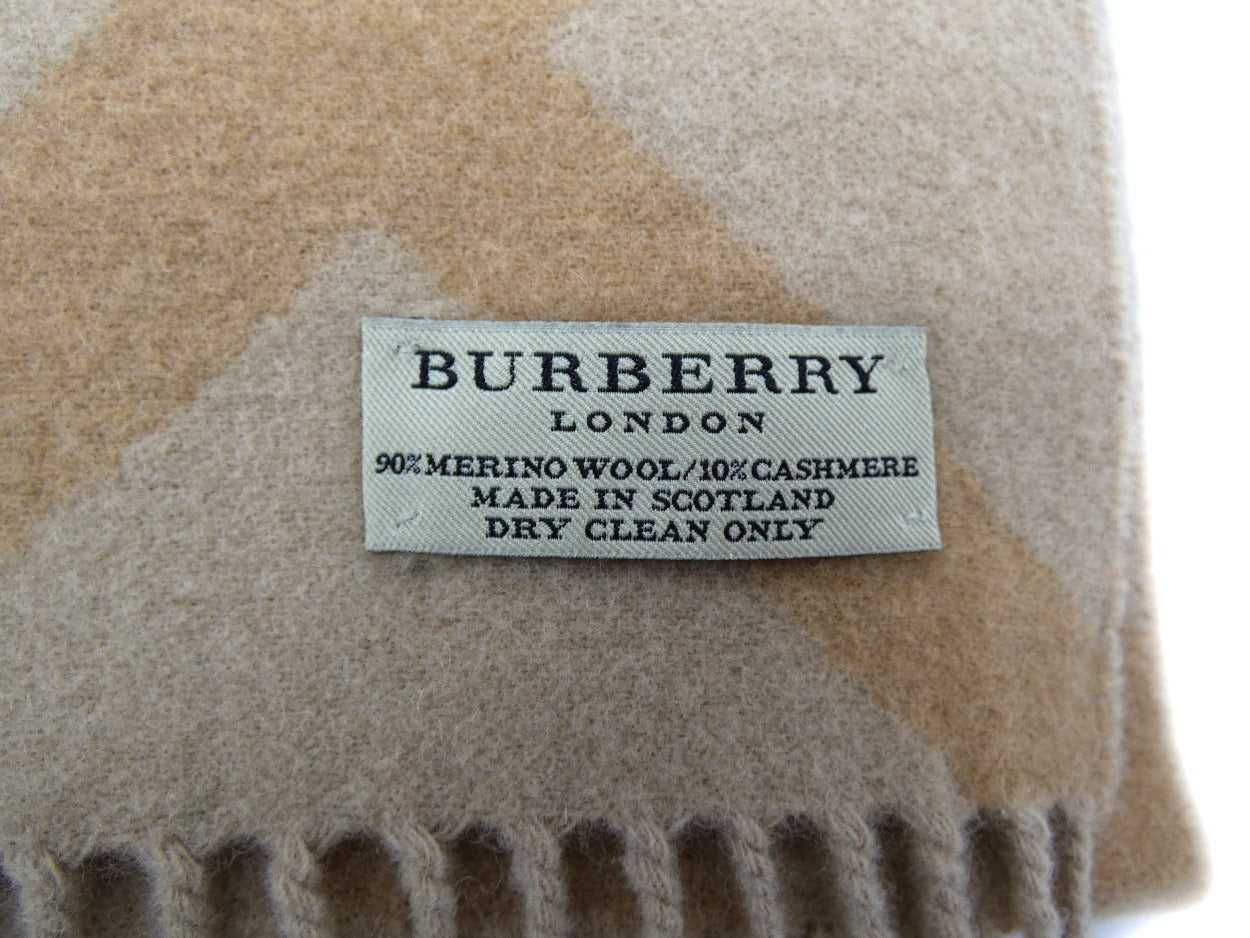 BURBERRY
LONDON
90% MERINO WOOL/10% CASHMERE
MADE IN SCOTLAND
DRY CLEAN ONLY